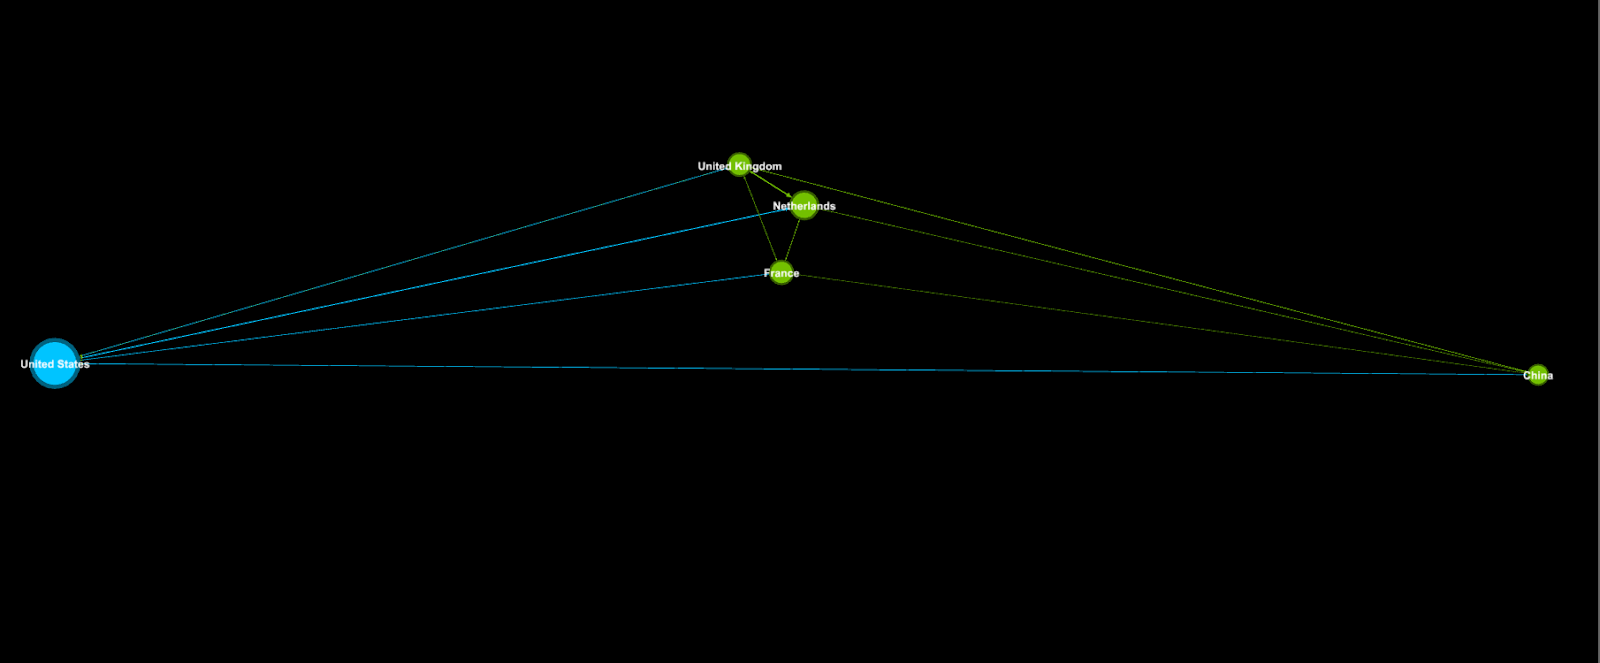 United Kingdom
Netherlands
France
United States
China